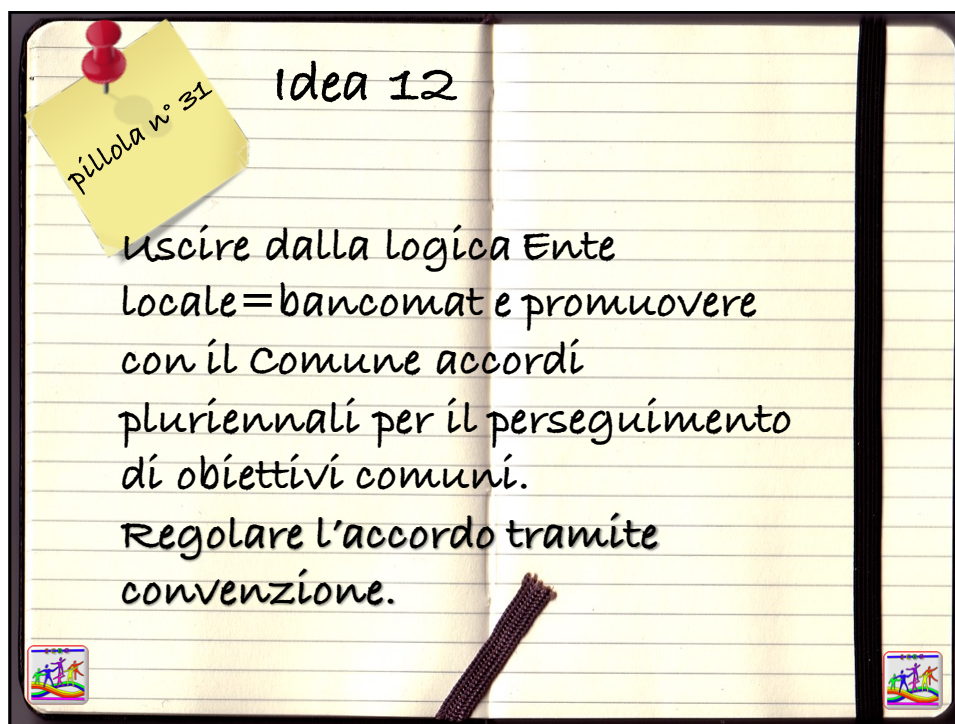 pillola n° 31
Idea 12
Uscire dalla logica Ente
locale=bancomat e promuovere
con il Comune accordi
pluriennali per il perseguimento
di obiettivi comuni.
Regolare l'accordo tramite
convenzione.